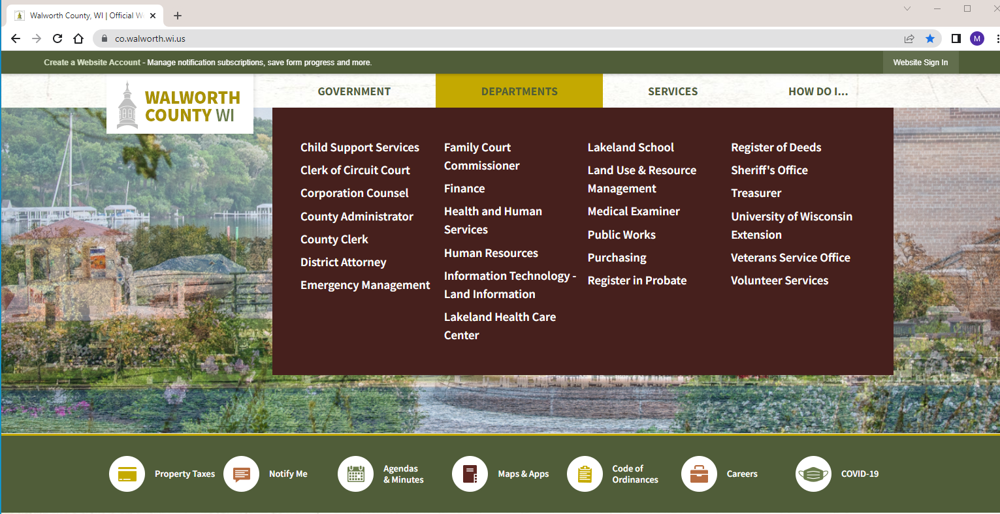 Walworth County, WI | Official W
co.walworth.wi.us
M
Create a Website Account - Manage notification subscriptions, save form progress and more.
Website Sign In
WALWORTH
COUNTY WI
GOVERNMENT
DEPARTMENTS
SERVICES
HOW DO I...
Child Support Services
Clerk of Circuit Court
Corporation Counsel
County Administrator
County Clerk
District Attorney
Emergency Management
Family Court
Commissioner
Finance
Health and Human
Services
Human Resources
Information Technology -
Land Information
Lakeland Health Care
Center
Lakeland School
Land Use & Resource
Management
Medical Examiner
Public Works
Purchasing
Register in Probate
Register of Deeds
Sheriff's Office
Treasurer
University of Wisconsin
Extension
Veterans Service Office
Volunteer Services
Property Taxes
Notify Me
Agendas
& Minutes
Maps & Apps
Code of
Ordinances
Careers
COVID-19